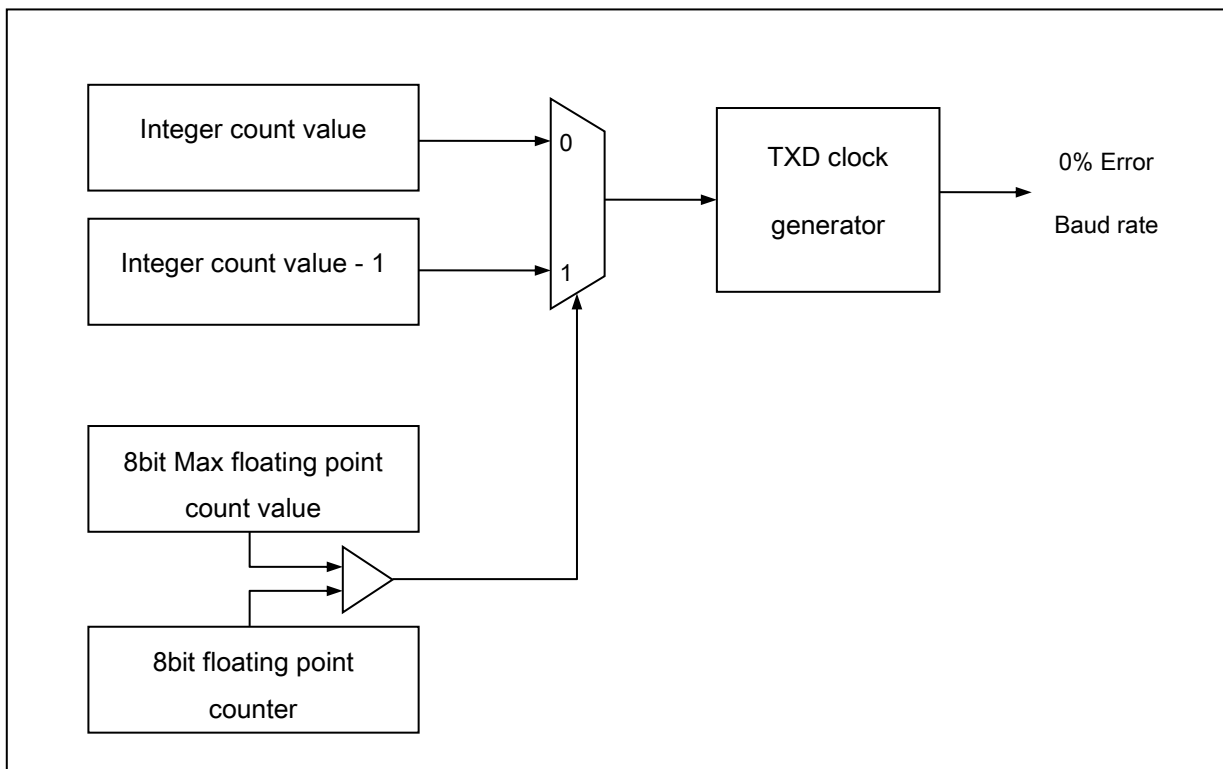 Integer count value
0
TXD clock
generator
0% Error
Baud rate
Integer count value - 1
1
8bit Max floating point
count value
8bit floating point
counter